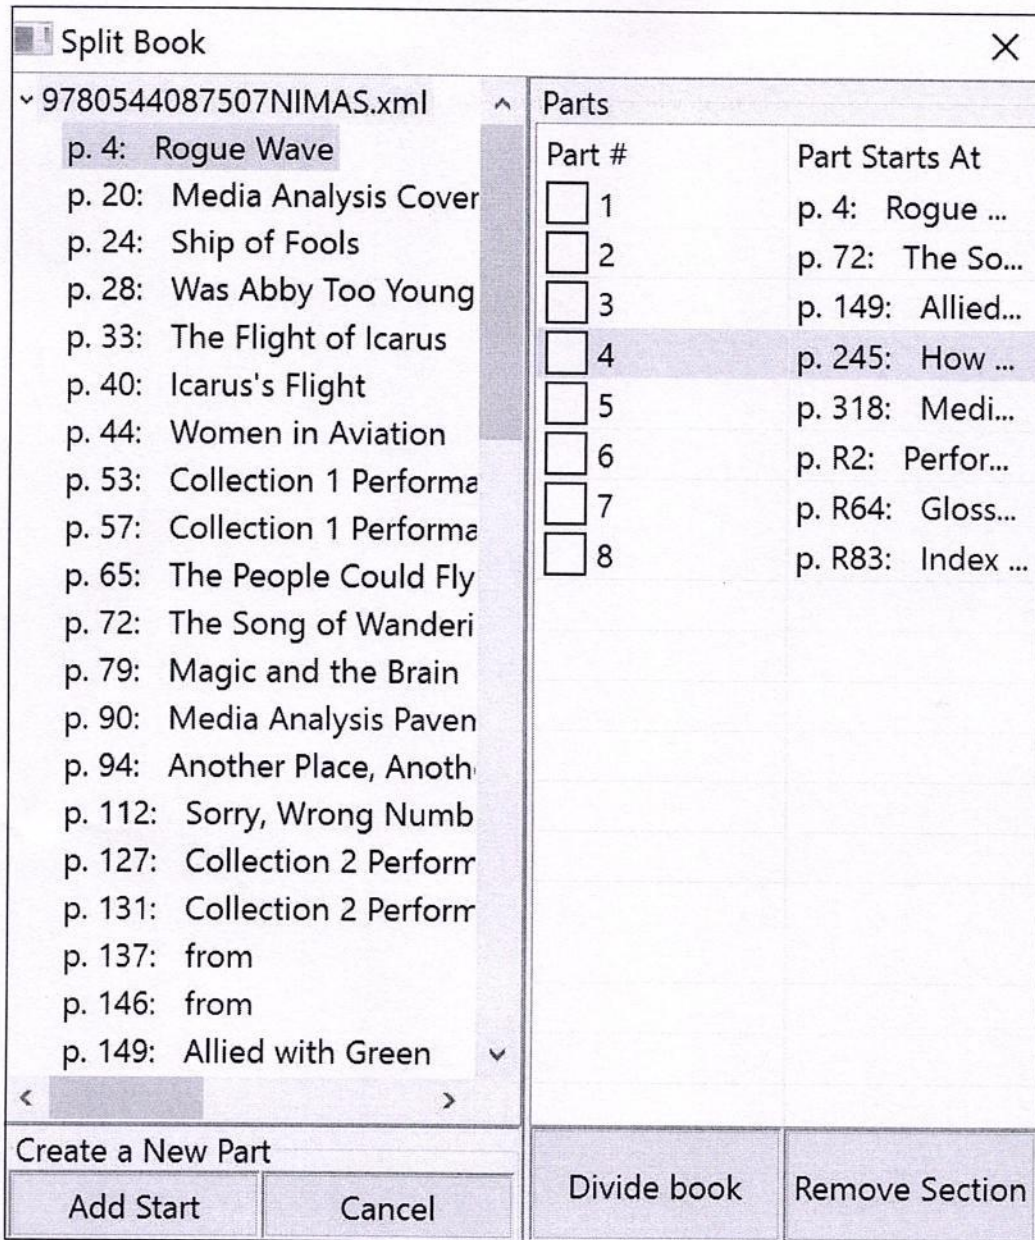 Split Book
9780544087507NIMAS.xml
p. 4: Rogue Wave
p. 20: Media Analysis Cover
p. 24: Ship of Fools
p. 28: Was Abby Too Young
p. 33: The Flight of Icarus
p. 40: Icarus's Flight
p. 44: Women in Aviation
p. 53: Collection 1 Performa
p. 57: Collection 1 Performa
p. 65: The People Could Fly
p. 72: The Song of Wanderi
p. 79: Magic and the Brain
p. 90: Media Analysis Pavem
p. 94: Another Place, Anoth
p. 112: Sorry, Wrong Numb
p. 127: Collection 2 Perform
p. 131: Collection 2 Perform
p. 137: from
p. 146: from
p. 149: Allied with Green
Create a New Part
Add Start Cancel
Parts
Part # Part Starts At
1 p. 4: Rogue ...
2 p. 72: The So...
3 p. 149: Allied...
4 p. 245: How ...
5 p. 318: Medi...
6 p. R2: Perfor...
7 p. R64: Gloss...
8 p. R83: Index ...
Divide book Remove Section